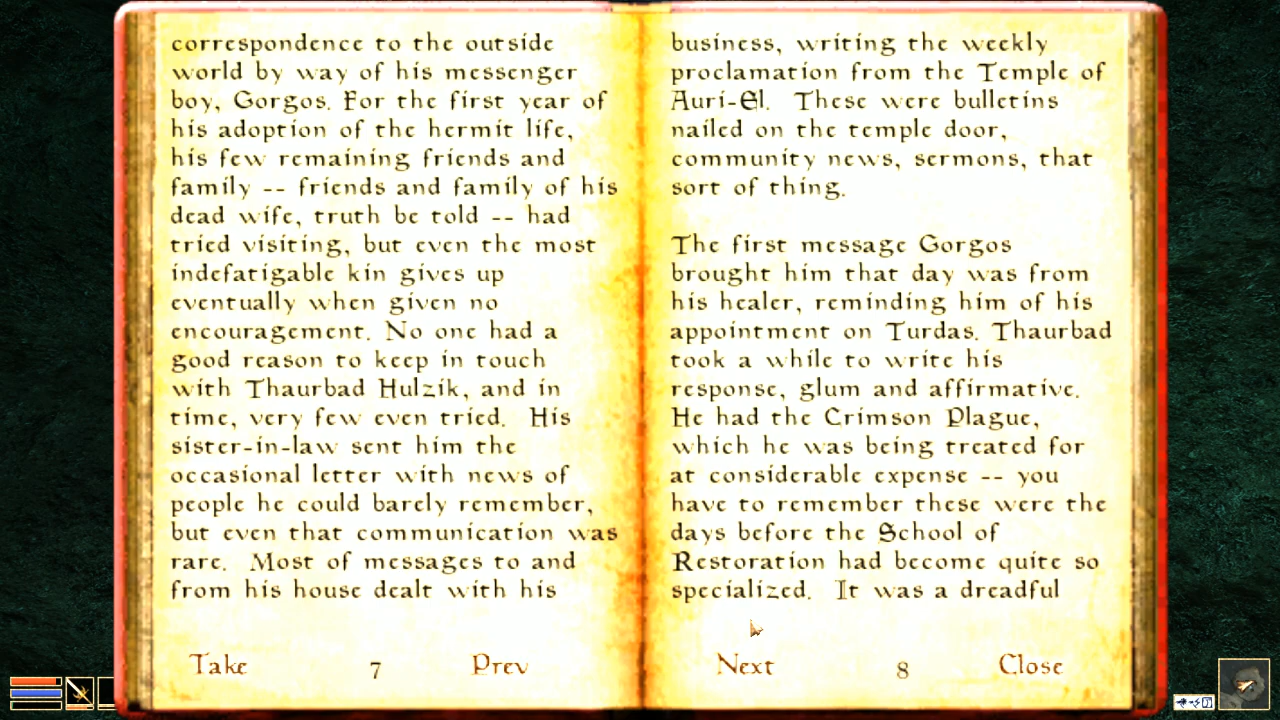 correspondence to the outside
world by way of his messenger
boy, Gorgos. For the first year of
his adoption of the hermit life,
his few remaining friends and
family -- friends and family of his
dead wife, truth be told -- had
tried visiting, but even the most
indefatigable kin gives up
eventually when given no
encouragement. No one had a
good reason to keep in touch
with Thaurbad Hulzik, and in
time, very few even tried. His
sister-in-law sent him the
occasional letter with news of
people he could barely remember,
but even that communication was
rare. Most of messages to and
from his house dealt with his
business, writing the weekly
proclamation from the Temple of
Auri-El. These were bulletins
nailed on the temple door,
community news, sermons, that
sort of thing.
The first message Gorgos
brought him that day was from
his healer, reminding him of his
appointment on Turdas. Thaurbad
took a while to write his
response, glum and affirmative.
He had the Crimson Plague,
which he was being treated for
at considerable expense -- you
have to remember these were the
days before the School of
Restoration had become quite so
specialized. It was a dreadful
Take 7 Prev Next 8 Close